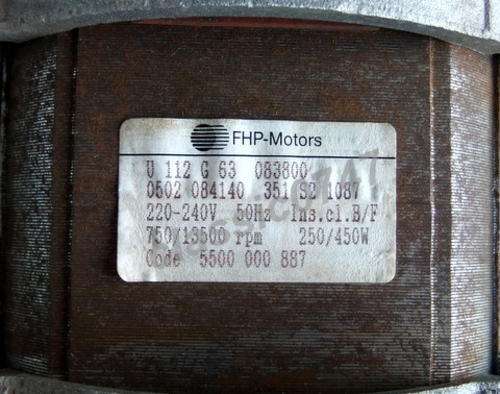 FHP-Motors
U 112 G 63 083800
0502 084140 351 S2 1087
220-240V 50Hz Ins.cl.B/F
750/13500 rpm 250/450W
Code 5500 000 887